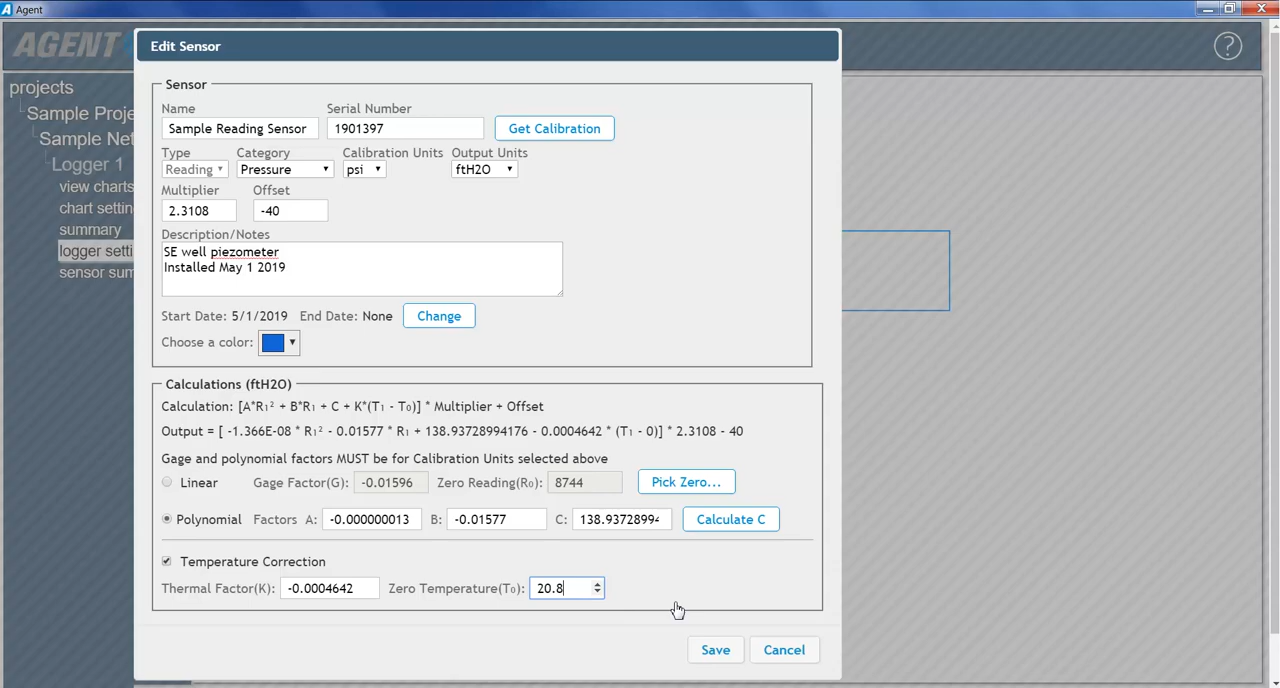 Agent
AGENT
?
projects
Sample Proje
Sample Net
Logger 1
view charts
chart settin
summary
logger setti
sensor sum
Edit Sensor
Sensor
Name Serial Number
Sample Reading Sensor 1901397 Get Calibration
Type Category Calibration Units Output Units
Reading Pressure psi ftH2O
Multiplier Offset
2.3108 -40
Description/Notes
SE well piezometer
Installed May 1 2019
Start Date: 5/1/2019 End Date: None Change
Choose a color:
Calculations (ftH2O)
Calculation: [A*R₁² + B*R₁ + C + K*(T₁ - T₀)] * Multiplier + Offset
Output = [ -1.366E-08 * R₁² - 0.01577 * R₁ + 138.93728994176 - 0.0004642 * (T₁ - 0)] * 2.3108 - 40
Gage and polynomial factors MUST be for Calibration Units selected above
Linear Gage Factor(G): -0.01596 Zero Reading(R₀): 8744 Pick Zero...
Polynomial Factors A: -0.000000013 B: -0.01577 C: 138.93728994 Calculate C
Temperature Correction
Thermal Factor(K): -0.0004642 Zero Temperature(T₀): 20.8
Save Cancel